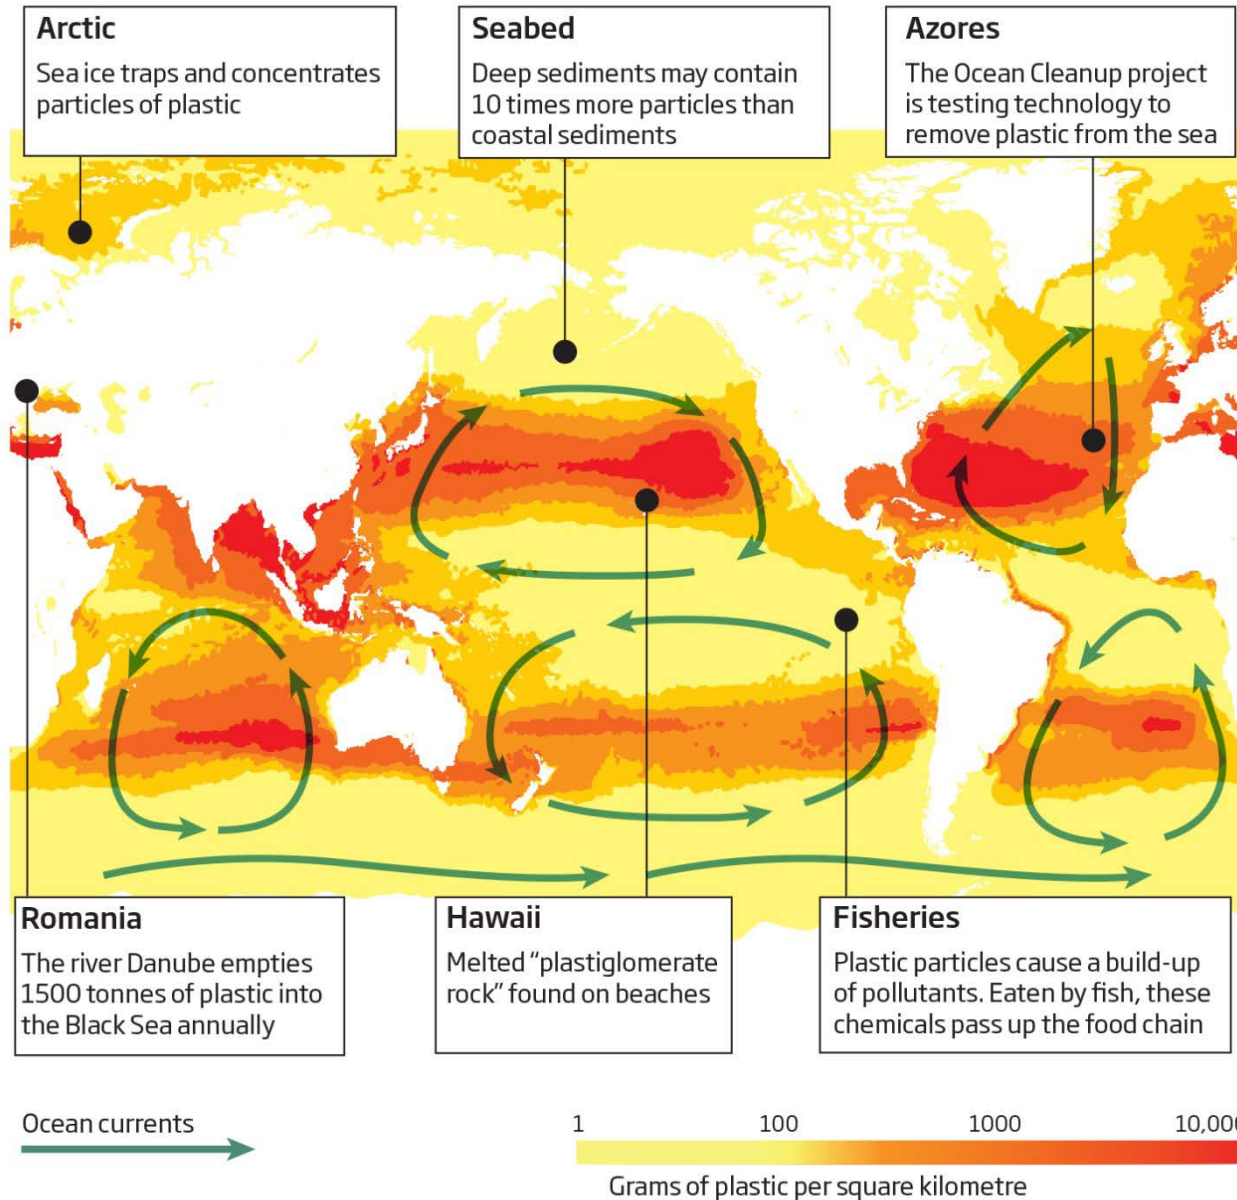 Arctic
Sea ice traps and concentrates
particles of plastic
Seabed
Deep sediments may contain
10 times more particles than
coastal sediments
Azores
The Ocean Cleanup project
is testing technology to
remove plastic from the sea
Romania
The river Danube empties
1500 tonnes of plastic into
the Black Sea annually
Hawaii
Melted “plastiglomerate
rock” found on beaches
Fisheries
Plastic particles cause a build-up
of pollutants. Eaten by fish, these
chemicals pass up the food chain
Ocean currents
1 100 1000 10,000
Grams of plastic per square kilometre